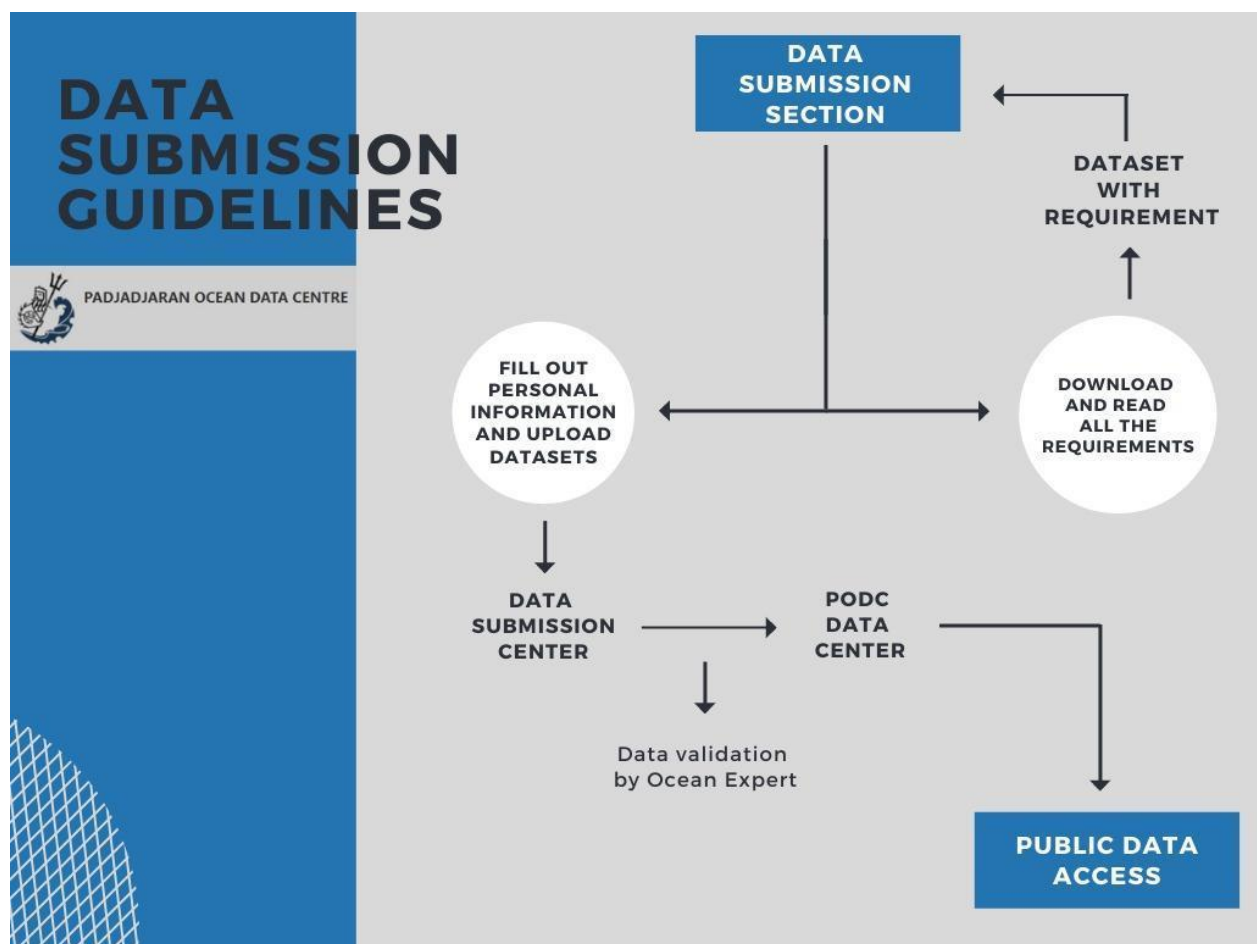 DATA
SUBMISSION
GUIDELINES
PADJADJARAN OCEAN DATA CENTRE
DATA
SUBMISSION
SECTION
DATASET
WITH
REQUIREMENT
FILL OUT
PERSONAL
INFORMATION
AND UPLOAD
DATASETS
DOWNLOAD
AND READ
ALL THE
REQUIREMENTS
DATA
SUBMISSION
CENTER
PODC
DATA
CENTER
Data validation
by Ocean Expert
PUBLIC DATA
ACCESS